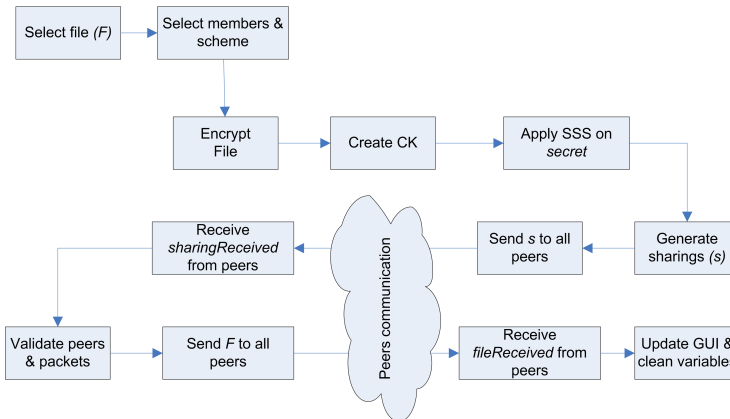 Select file (F)
Select members &
scheme
Encrypt
File
Create CK
Apply SSS on
secret
Generate
sharings (s)
Send s to all
peers
Receive
sharingReceived
from peers
Peers communication
Validate peers
& packets
Send F to all
peers
Receive
fileReceived from
peers
Update GUI &
clean variables